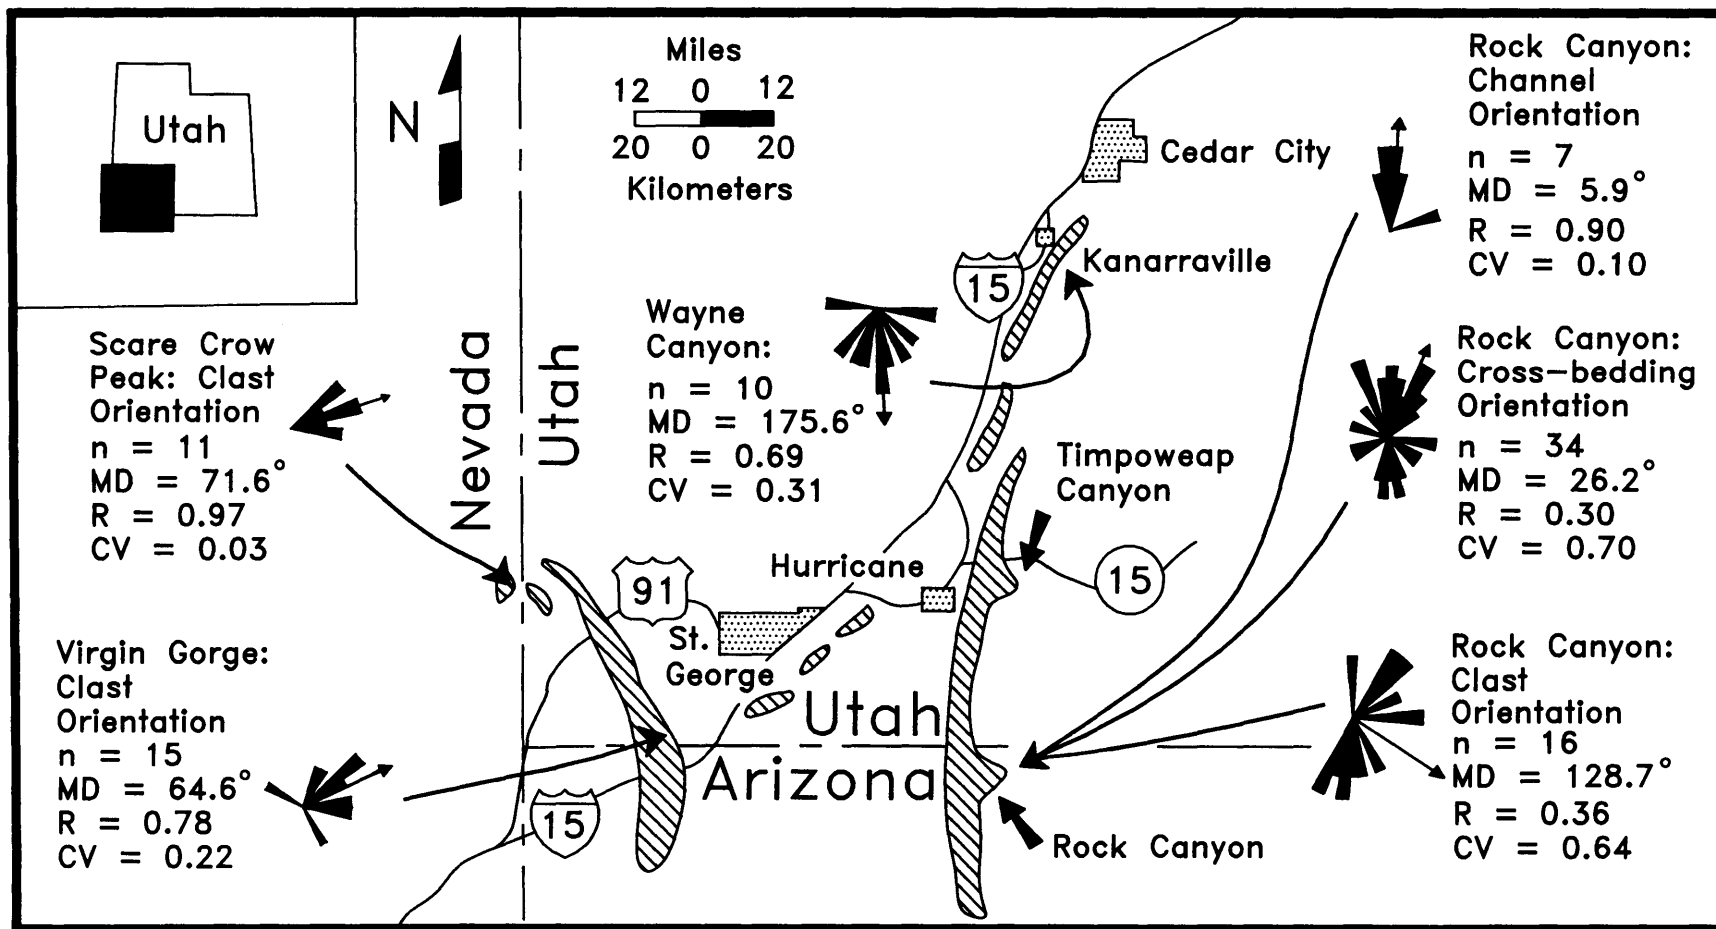 Utah
N
Miles
12 0 12
20 0 20
Kilometers
Cedar City
Kanarraville
15
Rock Canyon:
Channel
Orientation
n = 7
MD = 5.9°
R = 0.90
CV = 0.10
Scare Crow
Peak: Clast
Orientation
n = 11
MD = 71.6°
R = 0.97
CV = 0.03
Nevada
Utah
Wayne
Canyon:
n = 10
MD = 175.6°
R = 0.69
CV = 0.31
Rock Canyon:
Cross-bedding
Orientation
n = 34
MD = 26.2°
R = 0.30
CV = 0.70
Timpoweap
Canyon
Hurricane
91
15
St.
George
Virgin Gorge:
Clast
Orientation
n = 15
MD = 64.6°
R = 0.78
CV = 0.22
Utah
Arizona
15
Rock Canyon
Rock Canyon:
Clast
Orientation
n = 16
MD = 128.7°
R = 0.36
CV = 0.64